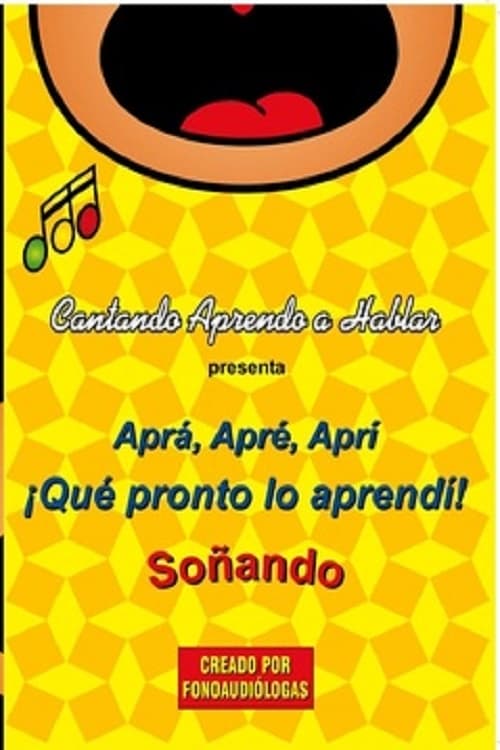 Cantando Aprendo a Hablar
presenta
Aprá, Apré, Aprí
¡Qué pronto lo aprendí!
Soñando
CREADO POR
FONOAUDIÓLOGAS